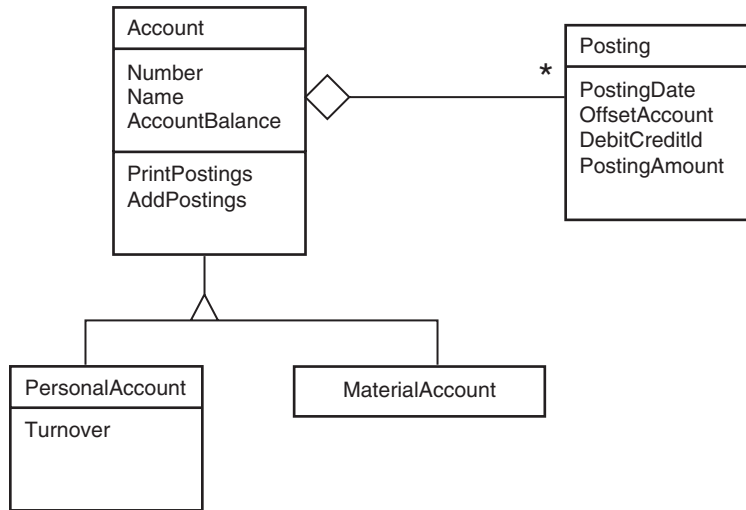 Account
Number
Name
AccountBalance
PrintPostings
AddPostings
*
Posting
PostingDate
OffsetAccount
DebitCreditId
PostingAmount
PersonalAccount
Turnover
MaterialAccount